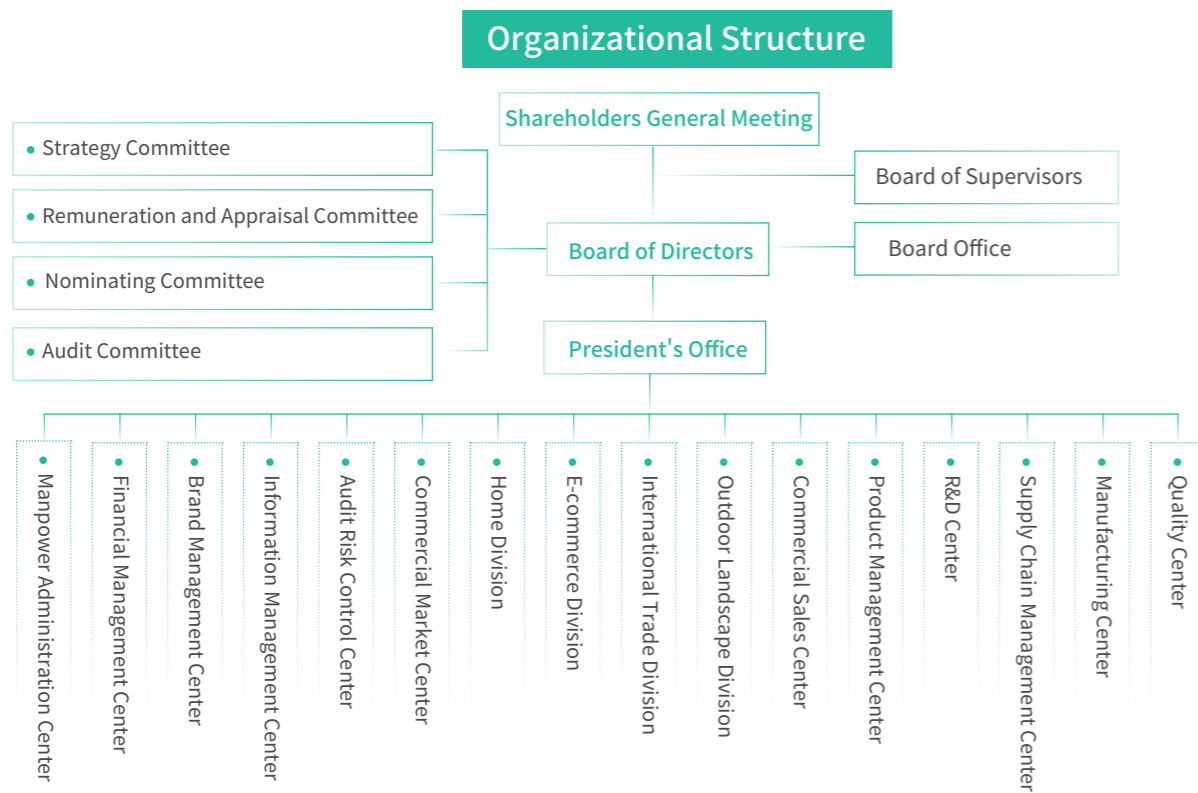 Organizational Structure
Shareholders General Meeting
Strategy Committee
Board of Supervisors
Remuneration and Appraisal Committee
Board of Directors
Board Office
Nominating Committee
President's Office
Audit Committee
Manpower Administration Center
Financial Management Center
Brand Management Center
Information Management Center
Audit Risk Control Center
Commercial Market Center
Home Division
E-commerce Division
International Trade Division
Outdoor Landscape Division
Commercial Sales Center
Product Management Center
R&D Center
Supply Chain Management Center
Manufacturing Center
Quality Center